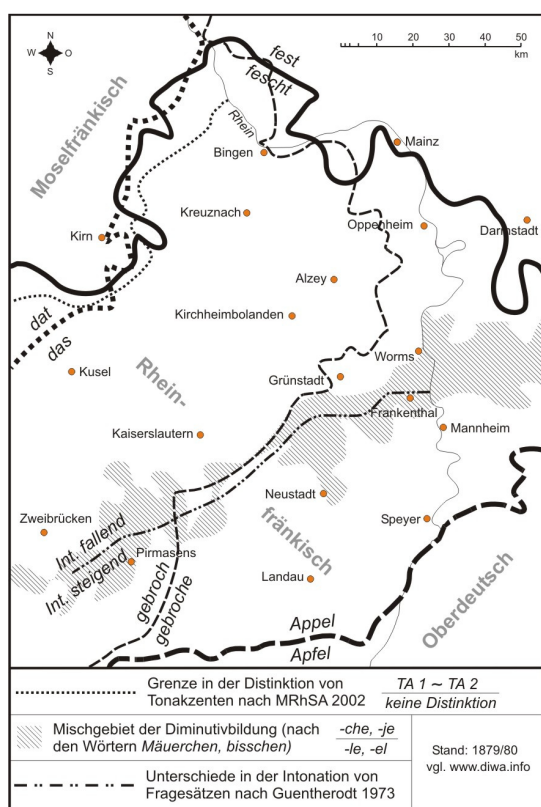 N
W O
S
10 20 30 40 50
km
fest
fescht
Moselfränkisch
Rhein
Bingen
Mainz
Kreuznach
Oppenheim
Darmstadt
Kirn
Alzey
Kirchheimbolanden
dat
das
Worms
Kusel
Rhein-
Grünstadt
Frankenthal
Kaiserslautern
Mannheim
Neustadt
Zweibrücken
Speyer
Int. fallend
fränkisch
Int. steigend
Pirmasens
Landau
gebroch
gebroche
Oberdeutsch
Appel
Apfel
Grenze in der Distinktion von
Tonakzenten nach MRhSA 2002
TA 1 ~ TA 2
keine Distinktion
Mischgebiet der Diminutivbildung (nach
den Wörtern Mäuerchen, bisschen)
-che, -je
-le, -el
Stand: 1879/80
vgl. www.diwa.info
Unterschiede in der Intonation von
Fragesätzen nach Guentherodt 1973